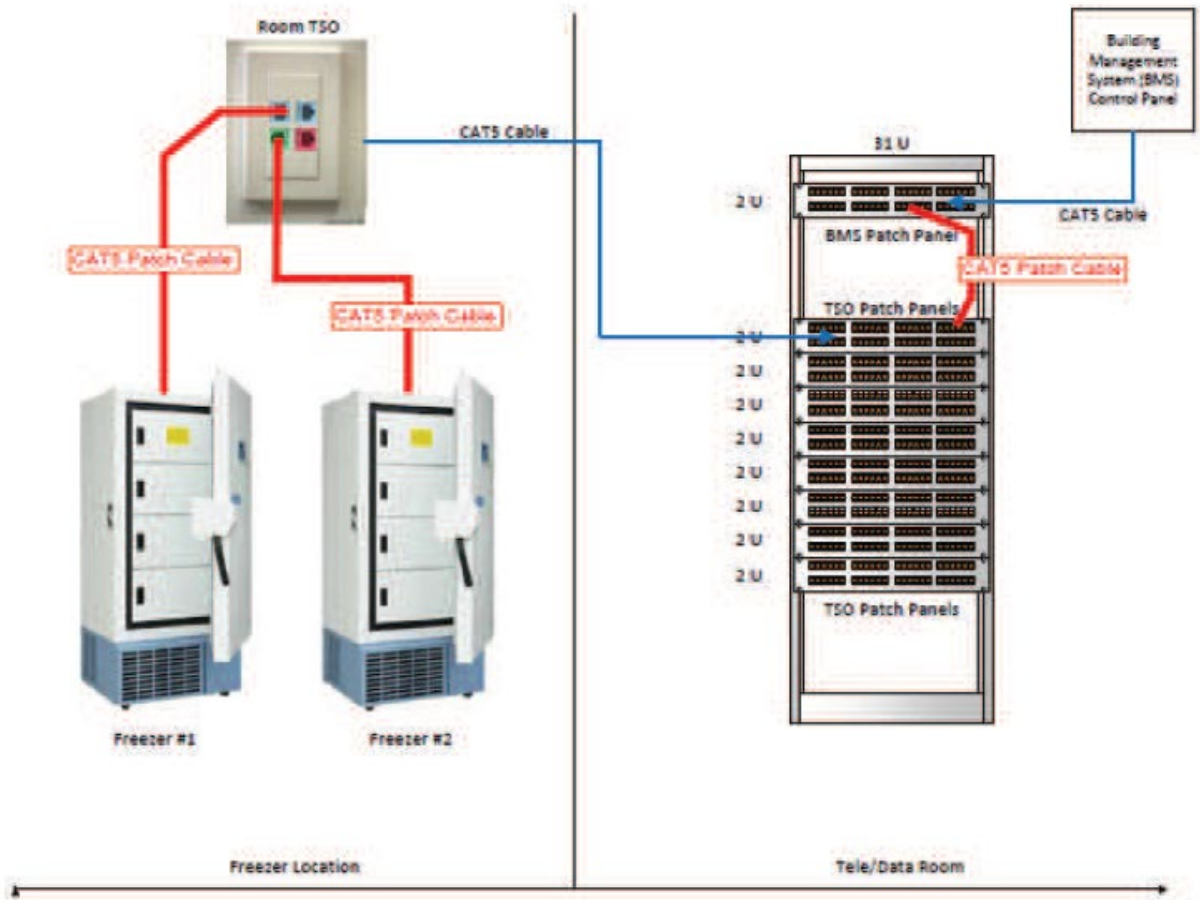 Room TSO
Building
Management
System (BMS)
Control Panel
CAT5 Cable
31 U
2 U
CAT5 Cable
BMS Patch Panel
CAT5 Patch Cable
CAT5 Patch Cable
CAT5 Patch Cable
TSO Patch Panels
2 U
2 U
2 U
2 U
2 U
2 U
2 U
2 U
TSO Patch Panels
Freezer #1
Freezer #2
Freezer Location
Tele/Data Room